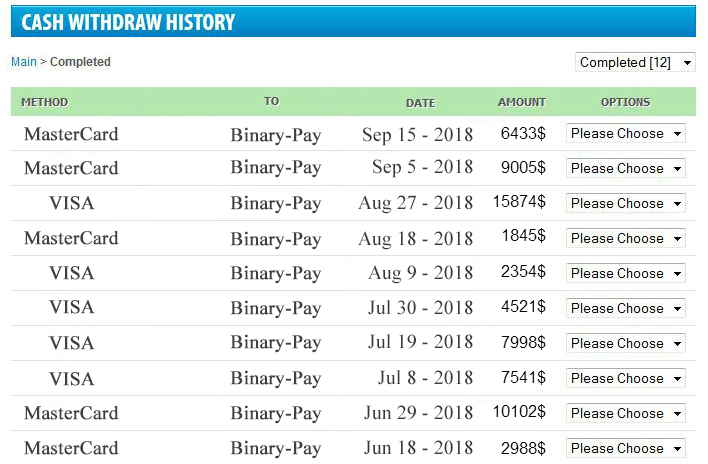 CASH WITHDRAW HISTORY
Main > Completed Completed [12]
METHOD TO DATE AMOUNT OPTIONS
MasterCard Binary-Pay Sep 15 - 2018 6433$ Please Choose
MasterCard Binary-Pay Sep 5 - 2018 9005$ Please Choose
VISA Binary-Pay Aug 27 - 2018 15874$ Please Choose
MasterCard Binary-Pay Aug 18 - 2018 1845$ Please Choose
VISA Binary-Pay Aug 9 - 2018 2354$ Please Choose
VISA Binary-Pay Jul 30 - 2018 4521$ Please Choose
VISA Binary-Pay Jul 19 - 2018 7998$ Please Choose
VISA Binary-Pay Jul 8 - 2018 7541$ Please Choose
MasterCard Binary-Pay Jun 29 - 2018 10102$ Please Choose
MasterCard Binary-Pay Jun 18 - 2018 2988$ Please Choose